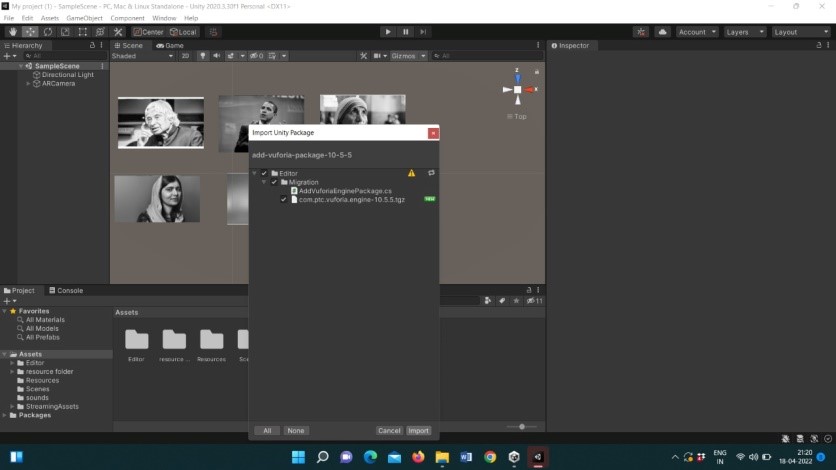 My project (1) - SampleScene - PC, Mac & Linux Standalone - Unity 2020.3.30f1 Personal <DX11>
File Edit Assets GameObject Component Window Help
Center Local
Account Layers Layout
Hierarchy
Scene Game
Inspector
All
Shaded 2D 0 Gizmos All
SampleScene
Directional Light
ARCamera
z
x
Top
Import Unity Package
add-vuforia-package-10-5-5
Editor
Migration
AddVuforiaEnginePackage.cs
com.ptc.vuforia.engine-10.5.5.tgz NEW
Project Console
11
Favorites
All Materials
All Models
All Prefabs
Assets
Editor
resource folder
Resources
Scenes
sounds
StreamingAssets
Packages
Assets
Editor resource ... Resources
All None Cancel Import
ENG
IN
21:20
18-04-2022